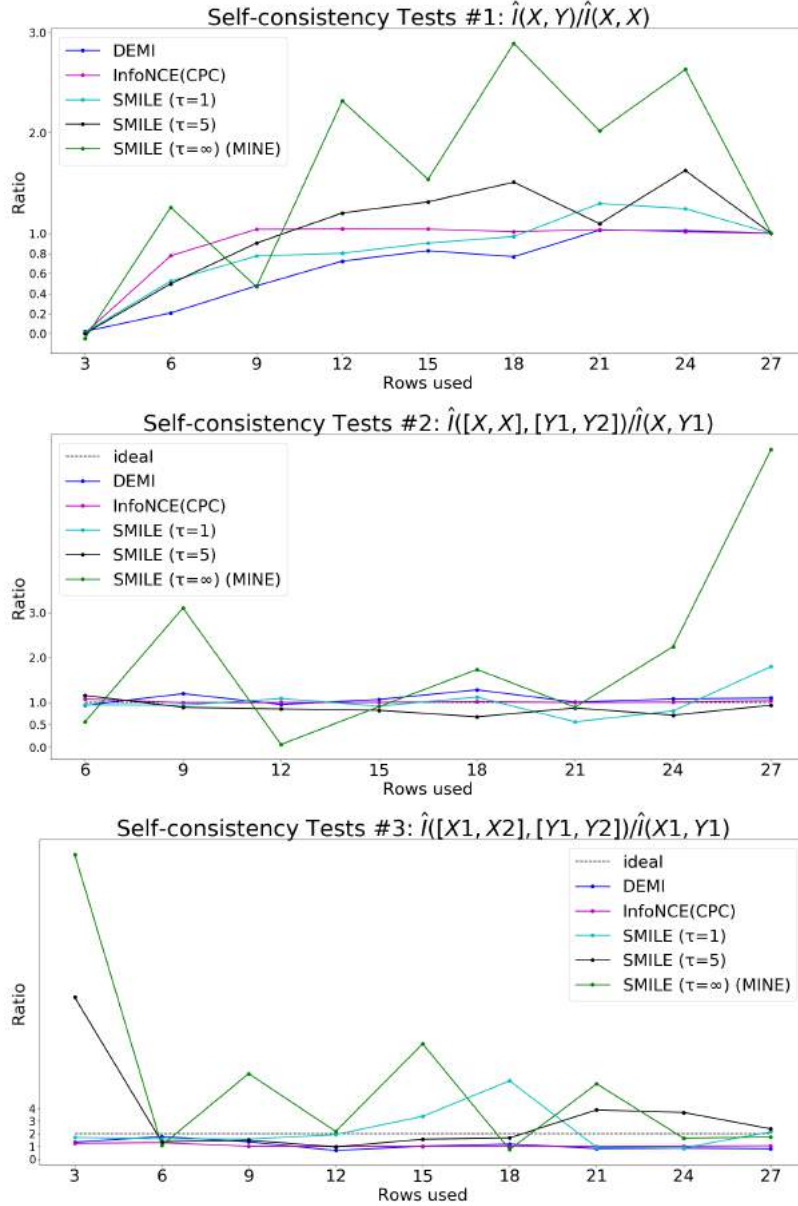 Self-consistency Tests #1: Î(X, Y)/Î(X, X)
3.0
DEMI
InfoNCE(CPC)
SMILE (τ=1)
SMILE (τ=5)
SMILE (τ=∞) (MINE)
2.0
Ratio
1.0
0.8
0.6
0.4
0.2
0.0
3 6 9 12 15 18 21 24 27
Rows used
Self-consistency Tests #2: Î([X, X], [Y1, Y2])/Î(X, Y1)
ideal
DEMI
InfoNCE(CPC)
SMILE (τ=1)
SMILE (τ=5)
SMILE (τ=∞) (MINE)
Ratio
3.0
2.0
1.0
0.5
0.0
6 9 12 15 18 21 24 27
Rows used
Self-consistency Tests #3: Î([X1, X2], [Y1, Y2])/Î(X1, Y1)
ideal
DEMI
InfoNCE(CPC)
SMILE (τ=1)
SMILE (τ=5)
SMILE (τ=∞) (MINE)
Ratio
4
3
2
1
0
3 6 9 12 15 18 21 24 27
Rows used